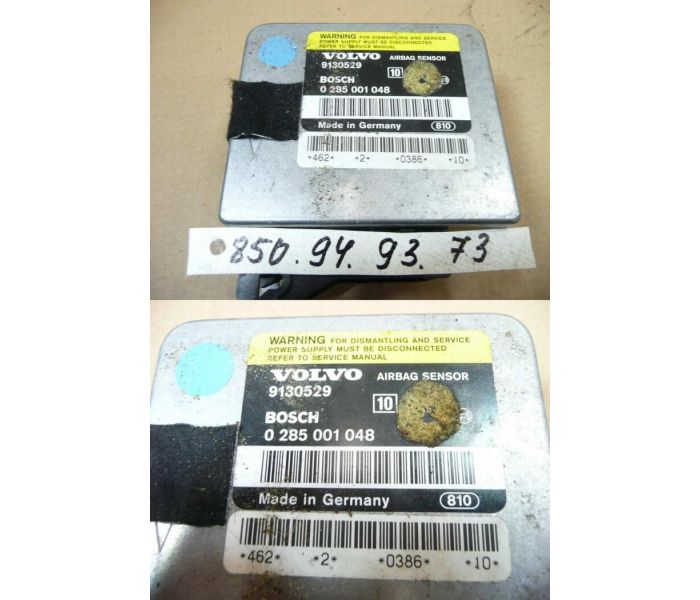 WARNING FOR DISMANTLING AND SERVICE
POWER SUPPLY MUST BE DISCONNECTED
REFER TO SERVICE MANUAL
VOLVO AIRBAG SENSOR
9130529
10
BOSCH
0 285 001 048
Made in Germany 810
*462* *2* *0386* *10*
850. 94. 93. 73
WARNING FOR DISMANTLING AND SERVICE
POWER SUPPLY MUST BE DISCONNECTED
REFER TO SERVICE MANUAL
VOLVO AIRBAG SENSOR
9130529
10
BOSCH
0 285 001 048
Made in Germany 810
*462* *2* *0386* *10*